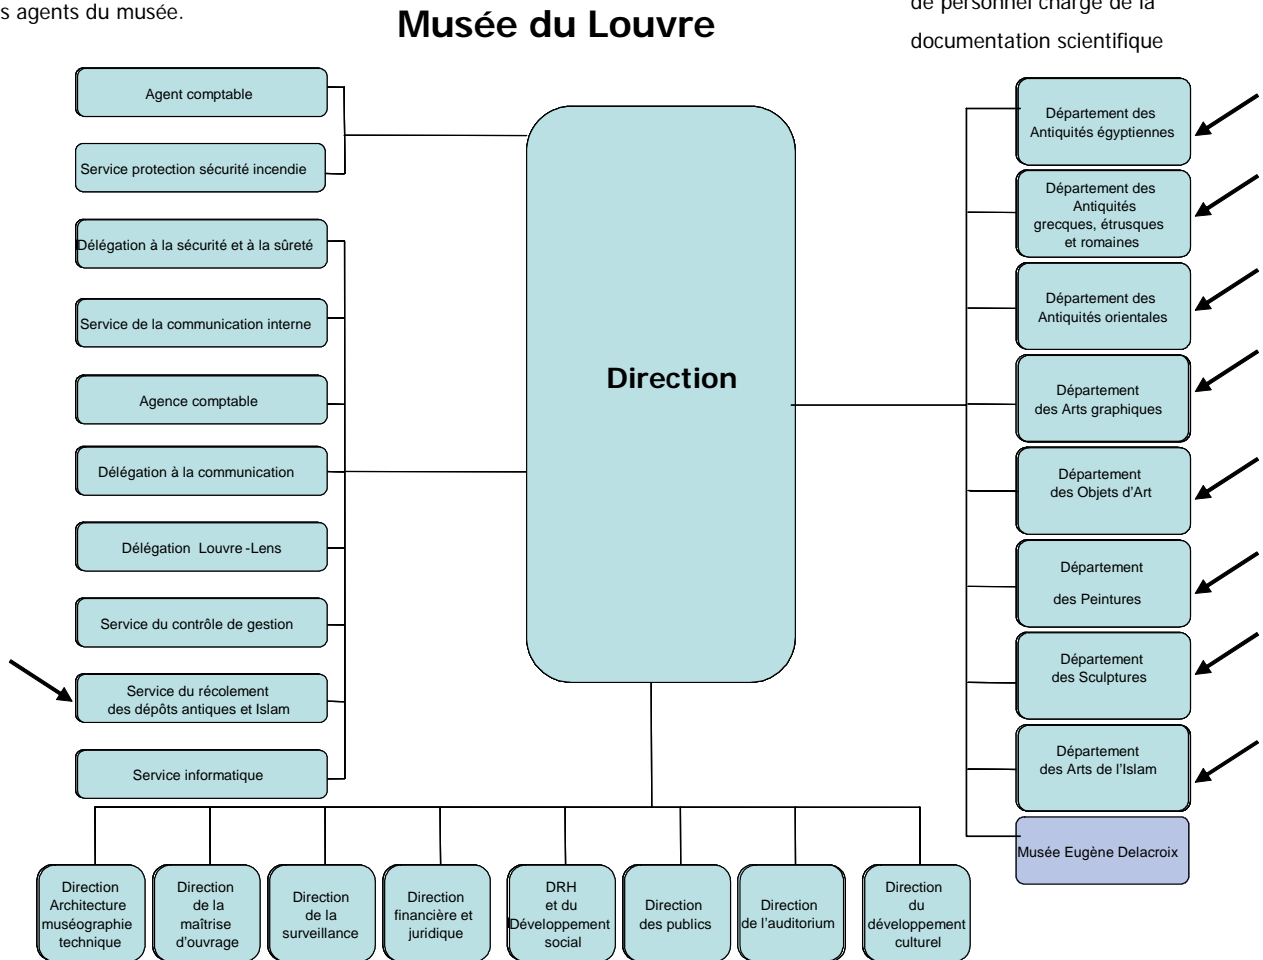 s agents du musée.
Musée du Louvre
de personnel chargé de la
documentation scientifique
Agent comptable
Service protection sécurité incendie
Délégation à la sécurité et à la sûreté
Service de la communication interne
Agence comptable
Délégation à la communication
Délégation Louvre-Lens
Service du contrôle de gestion
Service du récolement
des dépôts antiques et Islam
Service informatique
Direction
Département des
Antiquités égyptiennes
Département des
Antiquités
grecques, étrusques
et romaines
Département des
Antiquités orientales
Département
des Arts graphiques
Département
des Objets d’Art
Département
des Peintures
Département
des Sculptures
Département
des Arts de l’Islam
Musée Eugène Delacroix
Direction
Architecture
muséographie
technique
Direction
de la
maîtrise
d’ouvrage
Direction
de la
surveillance
Direction
financière et
juridique
DRH
et du
Développement
social
Direction
des publics
Direction
de l’auditorium
Direction
du
développement
culturel